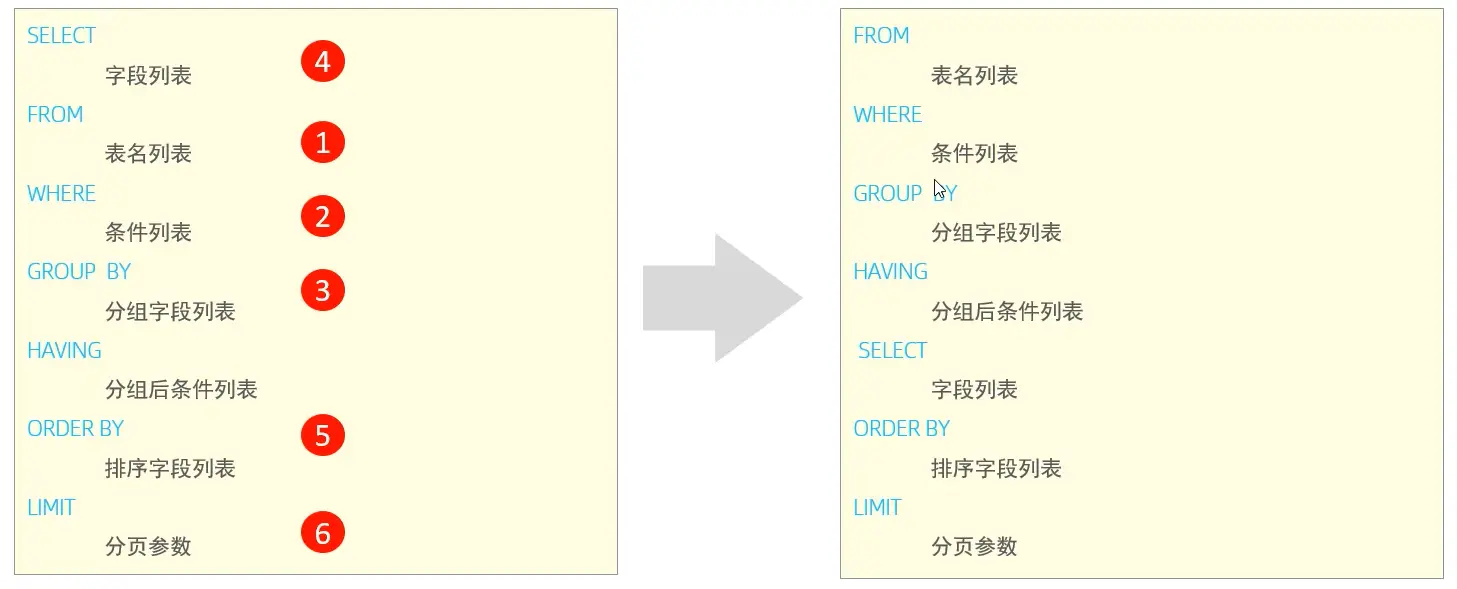 SELECT
字段列表
4
FROM
表名列表
1
WHERE
条件列表
2
GROUP BY
分组字段列表
3
HAVING
分组后条件列表
ORDER BY
5
排序字段列表
LIMIT
分页参数
6
FROM
表名列表
WHERE
条件列表
GROUP BY
分组字段列表
HAVING
分组后条件列表
SELECT
字段列表
ORDER BY
排序字段列表
LIMIT
分页参数